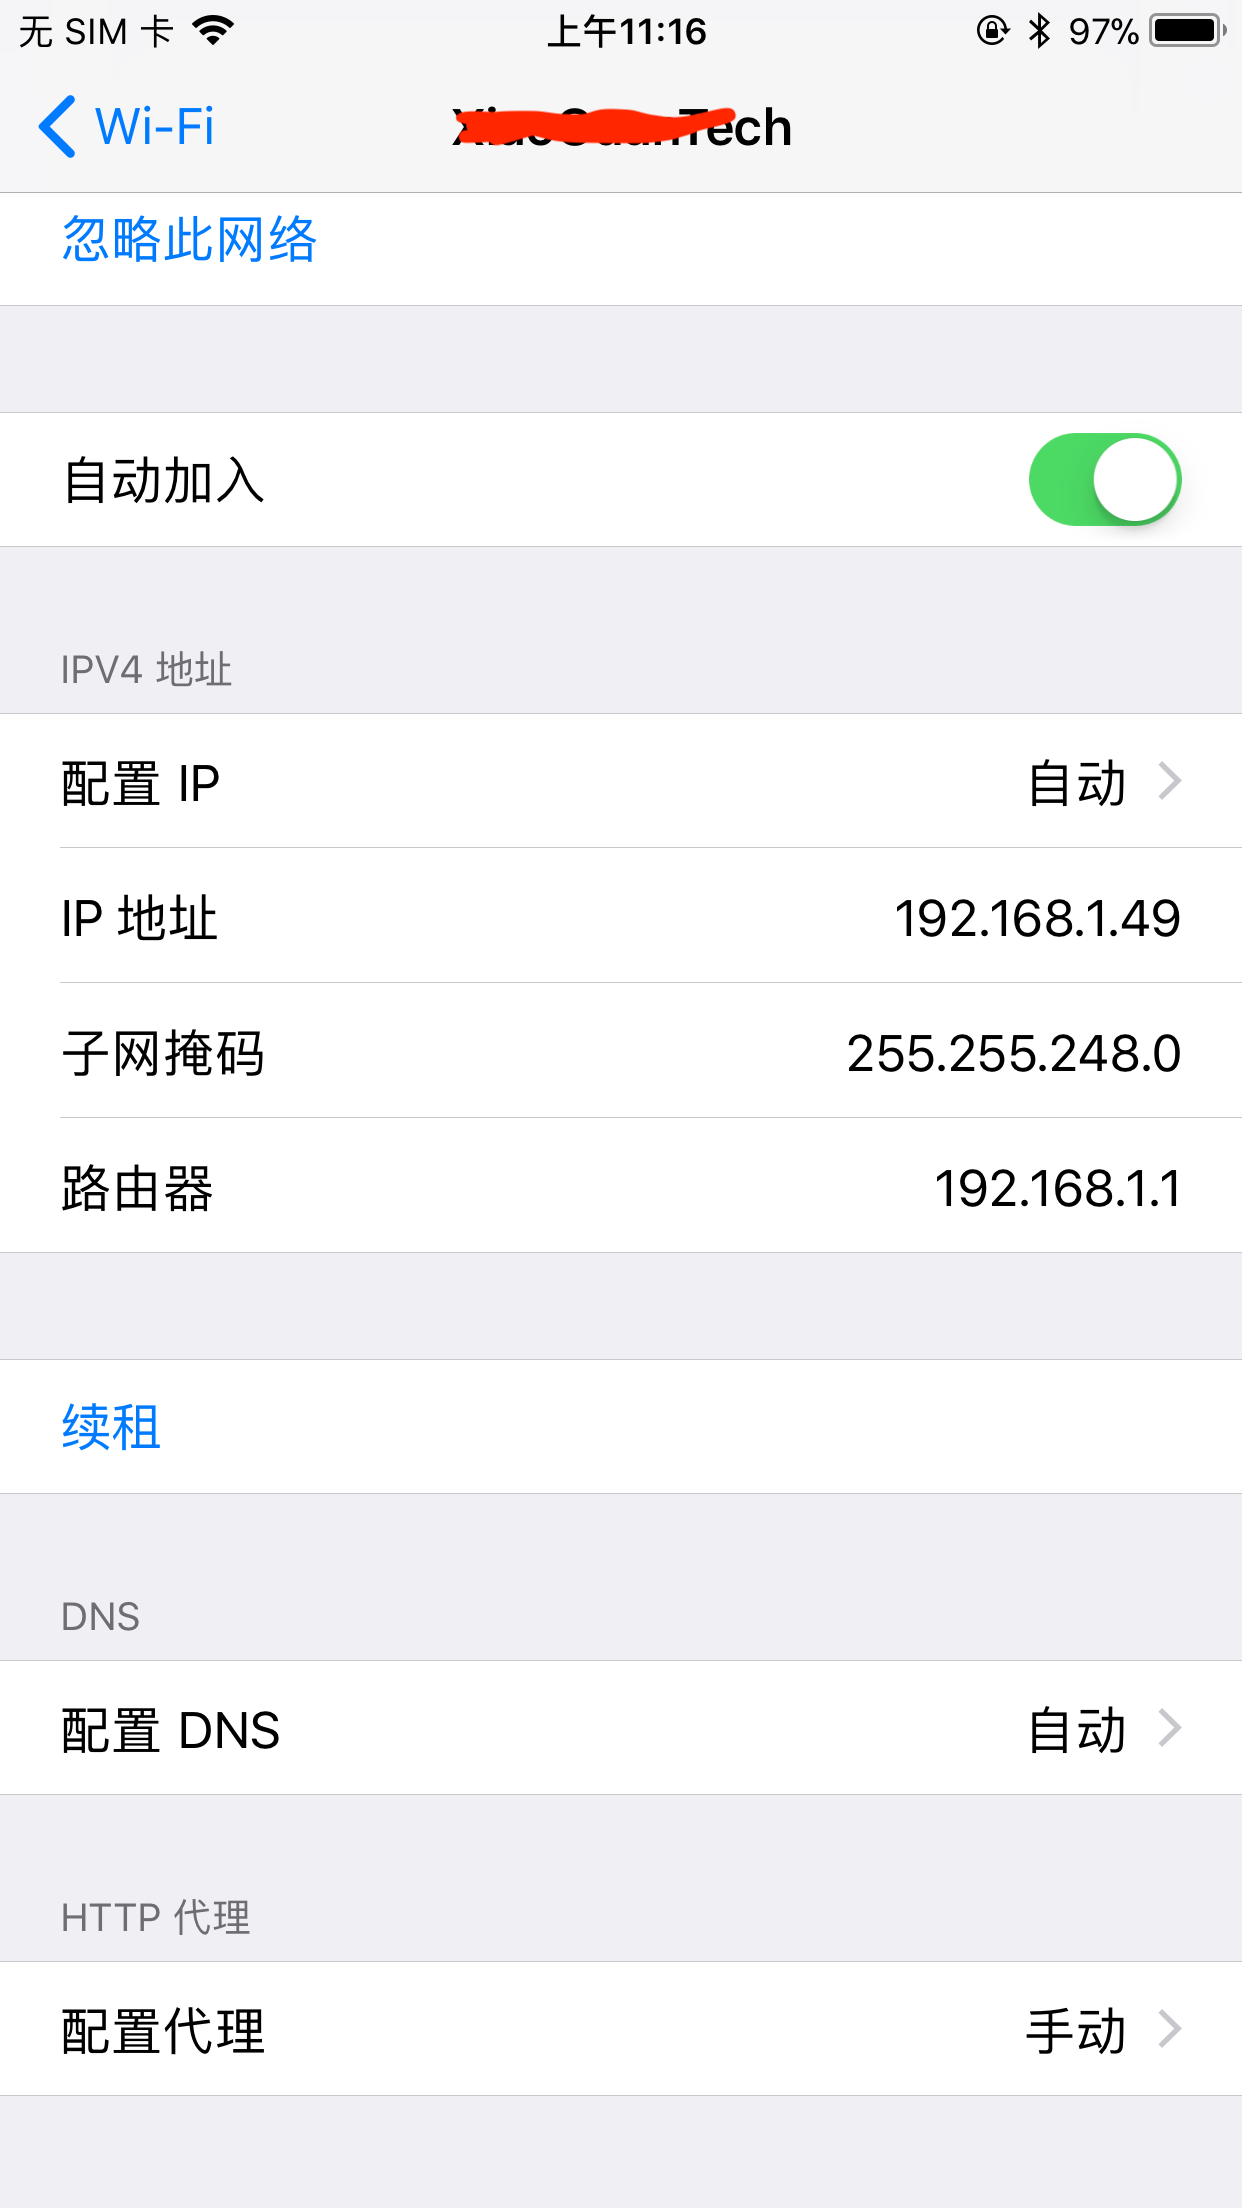 无 SIM 卡
上午11:16
97%
Wi-Fi
忽略此网络
自动加入
IPV4 地址
配置 IP
自动
IP 地址
192.168.1.49
子网掩码
255.255.248.0
路由器
192.168.1.1
续租
DNS
配置 DNS
自动
HTTP 代理
配置代理
手动